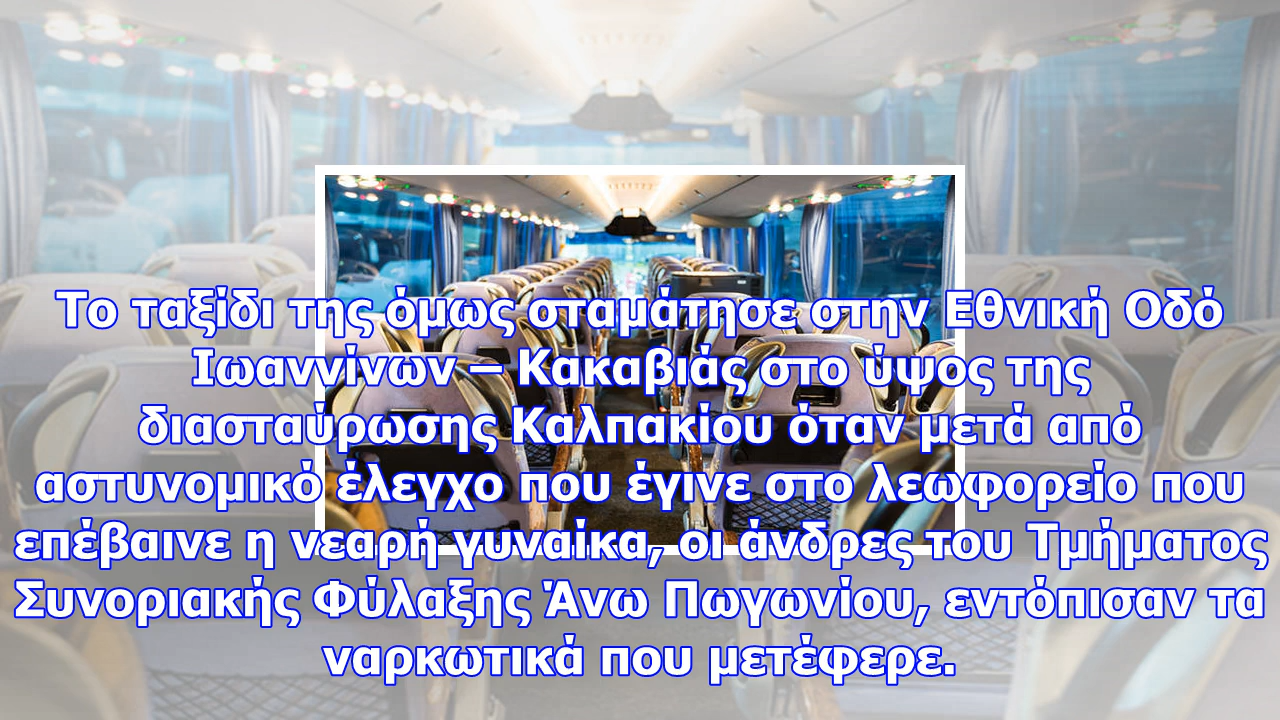 Το ταξίδι της όμως σταμάτησε στην Εθνική Οδό
Ιωαννίνων – Κακαβιάς στο ύψος της
διασταύρωσης Καλπακίου όταν μετά από
αστυνομικό έλεγχο που έγινε στο λεωφορείο που
επέβαινε η νεαρή γυναίκα, οι άνδρες του Τμήματος
Συνοριακής Φύλαξης Άνω Πωγωνίου, εντόπισαν τα
ναρκωτικά που μετέφερε.